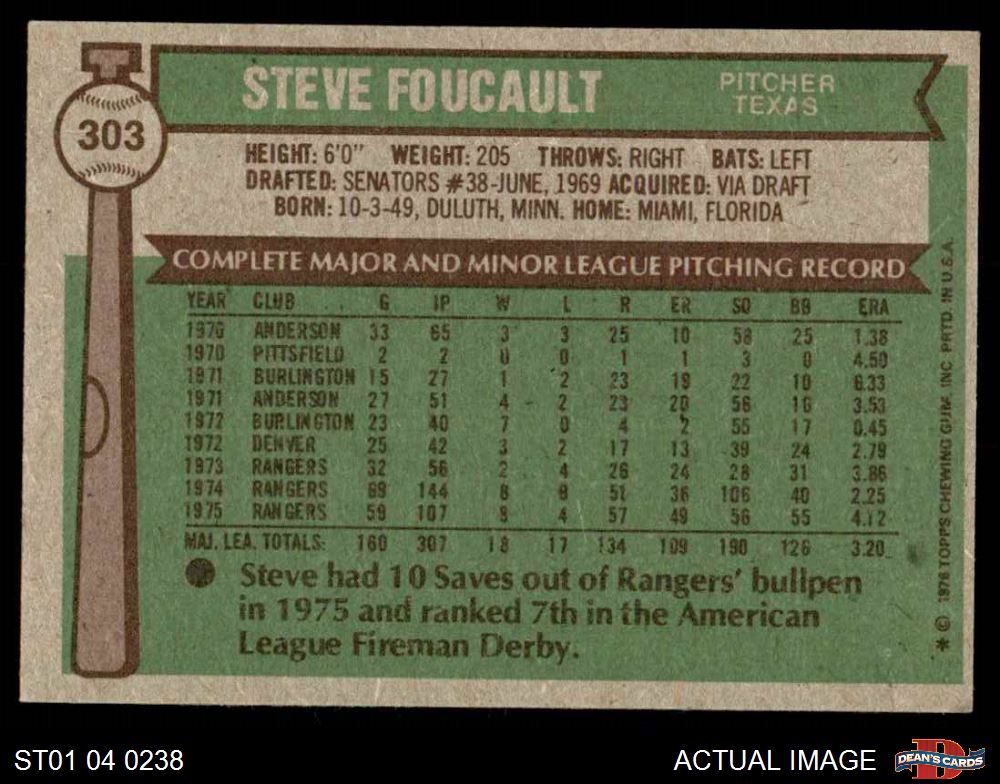 303
STEVE FOUCAULT
PITCHER
TEXAS
HEIGHT: 6'0" WEIGHT: 205 THROWS: RIGHT BATS: LEFT
DRAFTED: SENATORS #38-JUNE, 1969 ACQUIRED: VIA DRAFT
BORN: 10-3-49, DULUTH, MINN. HOME: MIAMI, FLORIDA
COMPLETE MAJOR AND MINOR LEAGUE PITCHING RECORD
YEAR CLUB G IP W L R ER SO BB ERA
1970 ANDERSON 33 65 3 3 25 10 58 25 1.38
1970 PITTSFIELD 2 2 0 0 1 1 3 0 4.50
1971 BURLINGTON 15 27 1 2 23 19 22 10 6.33
1971 ANDERSON 27 51 4 2 23 20 56 16 3.53
1972 BURLINGTON 23 40 7 0 4 2 55 17 0.45
1972 DENVER 25 42 3 2 17 13 39 24 2.79
1973 RANGERS 32 56 2 4 26 24 28 31 3.86
1974 RANGERS 69 144 8 9 51 36 106 40 2.25
1975 RANGERS 59 107 8 4 57 49 56 55 4.12
MAJ. LEA. TOTALS: 160 307 18 17 134 109 190 126 3.20
Steve had 10 Saves out of Rangers' bullpen
in 1975 and ranked 7th in the American
League Fireman Derby.
* © 1976 TOPPS CHEWING GUM, INC. PRTD. IN U.S.A.
ST01 04 0238
ACTUAL IMAGE
D
DEAN'S CARDS